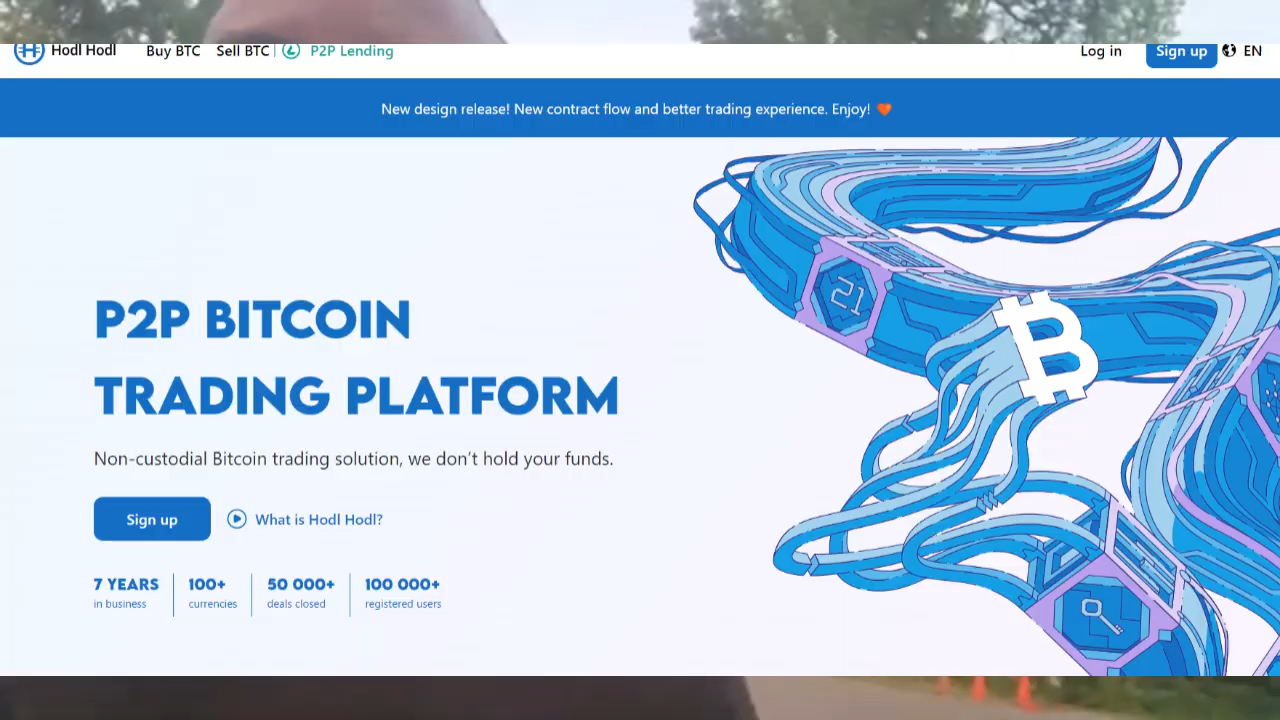 Hodl Hodl Buy BTC Sell BTC P2P Lending Log in Sign up EN
New design release! New contract flow and better trading experience. Enjoy!
21
P2P BITCOIN
TRADING PLATFORM
Non-custodial Bitcoin trading solution, we don't hold your funds.
Sign up What is Hodl Hodl?
7 YEARS 100+ 50 000+ 100 000+
in business currencies deals closed registered users